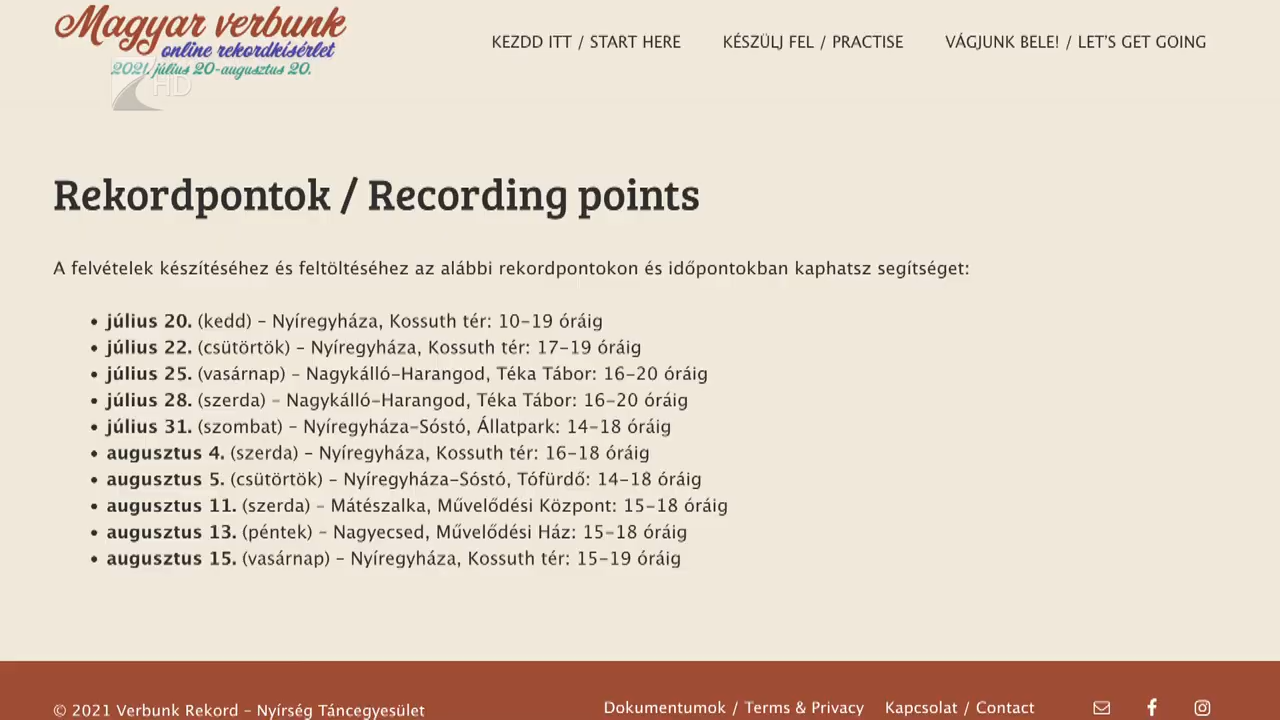 Magyar verbunk
online rekordkísérlet
2021. július 20-augusztus 20.
HD
KEZDD ITT / START HERE
KÉSZÜLJ FEL / PRACTISE
VÁGJUNK BELE! / LET'S GET GOING
Rekordpontok / Recording points
A felvételek készítéséhez és feltöltéséhez az alábbi rekordpontokon és időpontokban kaphatsz segítséget:
• július 20. (kedd) – Nyíregyháza, Kossuth tér: 10–19 óráig
• július 22. (csütörtök) – Nyíregyháza, Kossuth tér: 17–19 óráig
• július 25. (vasárnap) – Nagykálló-Harangod, Téka Tábor: 16–20 óráig
• július 28. (szerda) – Nagykálló-Harangod, Téka Tábor: 16–20 óráig
• július 31. (szombat) – Nyíregyháza-Sóstó, Állatpark: 14–18 óráig
• augusztus 4. (szerda) – Nyíregyháza, Kossuth tér: 16–18 óráig
• augusztus 5. (csütörtök) – Nyíregyháza-Sóstó, Tófürdő: 14–18 óráig
• augusztus 11. (szerda) – Mátészalka, Művelődési Központ: 15–18 óráig
• augusztus 13. (péntek) – Nagyecsed, Művelődési Ház: 15–18 óráig
• augusztus 15. (vasárnap) – Nyíregyháza, Kossuth tér: 15–19 óráig
© 2021 Verbunk Rekord – Nyírség Táncegyesület
Dokumentumok / Terms & Privacy
Kapcsolat / Contact